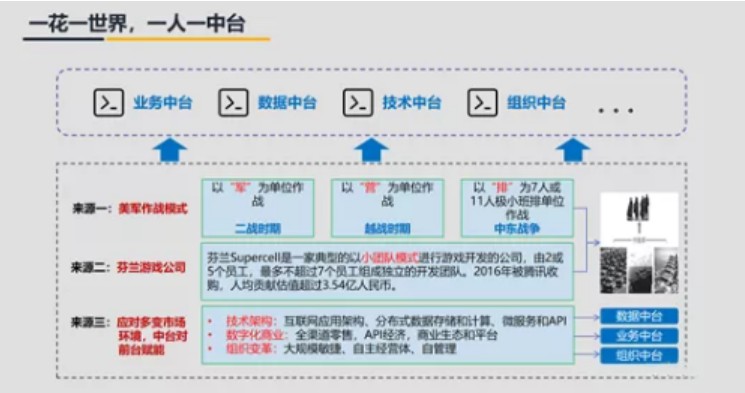 一花一世界，一人一中台
业务中台
数据中台
技术中台
组织中台
...
来源一：美军作战模式
以“军”为单位作
战
二战时期
以“营”为单位作
战
越战时期
以“排”为7人或
11人极小班排单位
作战
中东战争
来源二：芬兰游戏公司
芬兰Supercell是一家典型的以小团队模式进行游戏开发的公司，由2或
5个员工，最多不超过7个员工组成独立的开发团队。2016年被腾讯收
购，人均贡献估值超过3.54亿人民币。
来源三：应对多变市场
环境，中台对
前台赋能
• 技术架构：互联网应用架构、分布式数据存储和计算、微服务和API
• 数字化商业：全渠道零售，API经济，商业生态和平台
• 组织变革：大规模敏捷、自主经营体、自管理
数据中台
业务中台
组织中台